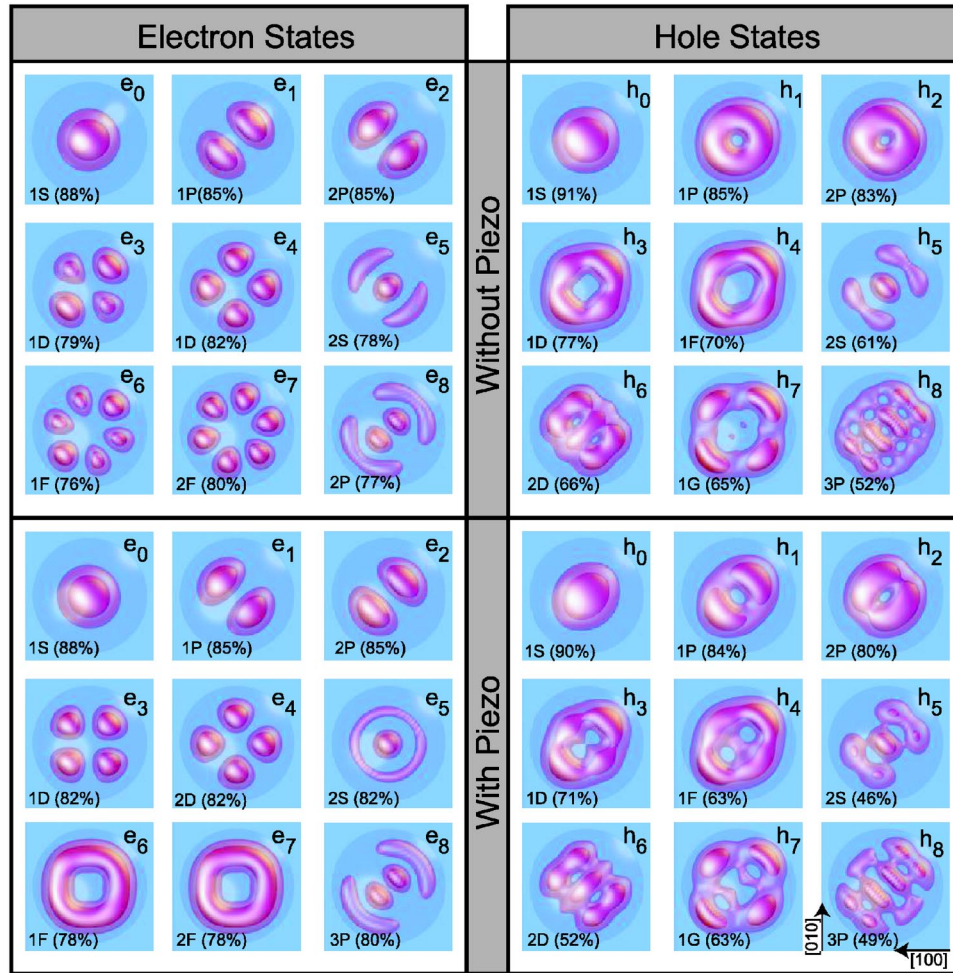 Electron States
Hole States
Without Piezo
e0
1S (88%)
e1
1P(85%)
e2
2P(85%)
h0
1S (91%)
h1
1P (85%)
h2
2P (83%)
e3
1D (79%)
e4
1D (82%)
e5
2S (78%)
h3
1D (77%)
h4
1F(70%)
h5
2S (61%)
e6
1F (76%)
e7
2F (80%)
e8
2P (77%)
h6
2D (66%)
h7
1G (65%)
h8
3P (52%)
With Piezo
e0
1S (88%)
e1
1P (85%)
e2
2P (85%)
h0
1S (90%)
h1
1P (84%)
h2
2P (80%)
e3
1D (82%)
e4
2D (82%)
e5
2S (82%)
h3
1D (71%)
h4
1F (63%)
h5
2S (46%)
e6
1F (78%)
e7
2F (78%)
e8
3P (80%)
h6
2D (52%)
h7
1G (63%)
h8
3P (49%)
[010]
[100]